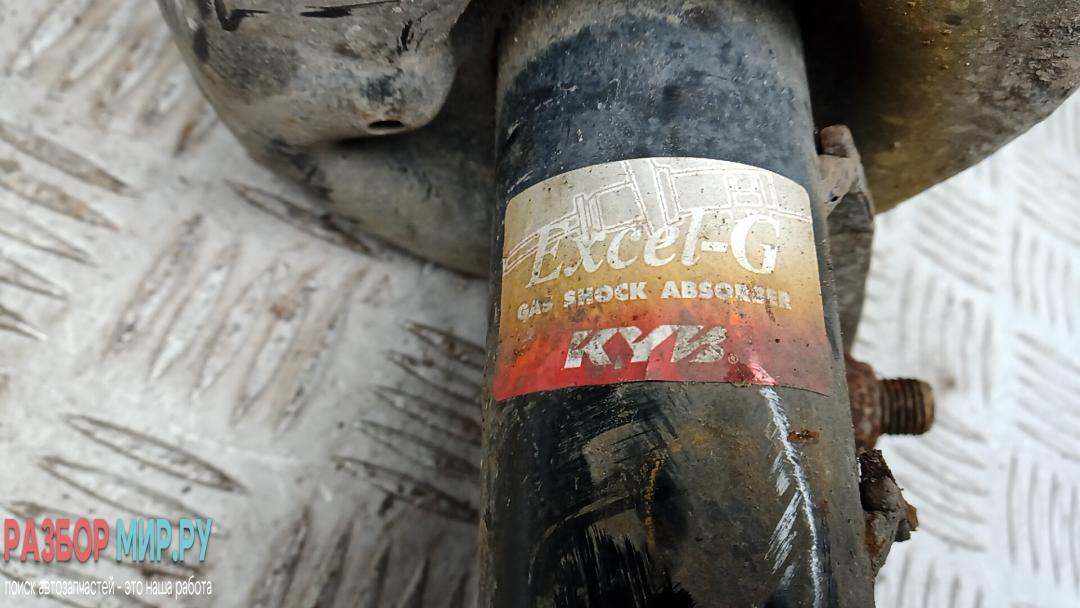 Excel-G
GAS SHOCK ABSORBER
KYB®
РАЗБОР МИР.РУ
поиск автозапчастей - это наша работа